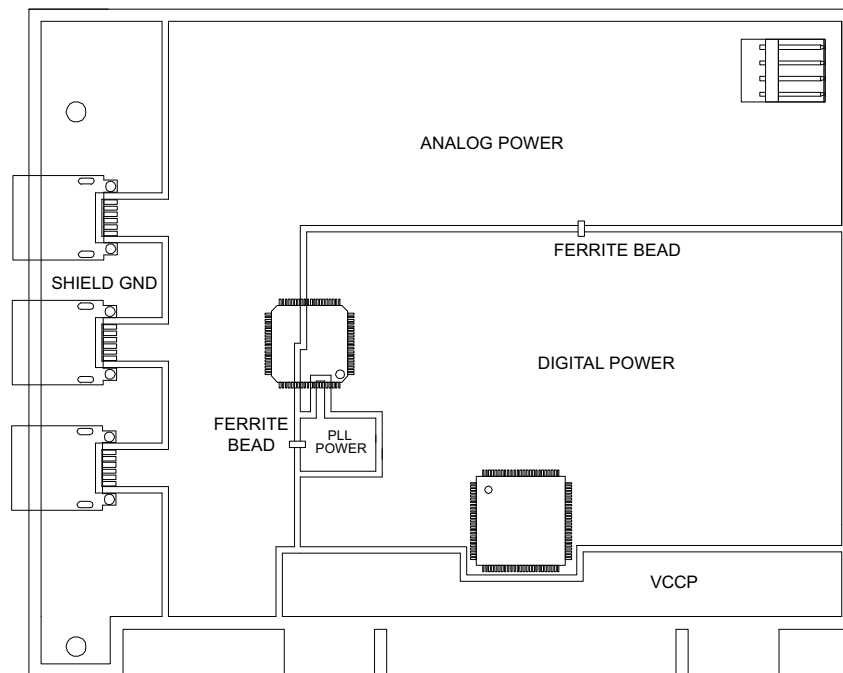 ANALOG POWER
FERRITE BEAD
SHIELD GND
DIGITAL POWER
FERRITE
BEAD
PLL
POWER
VCCP